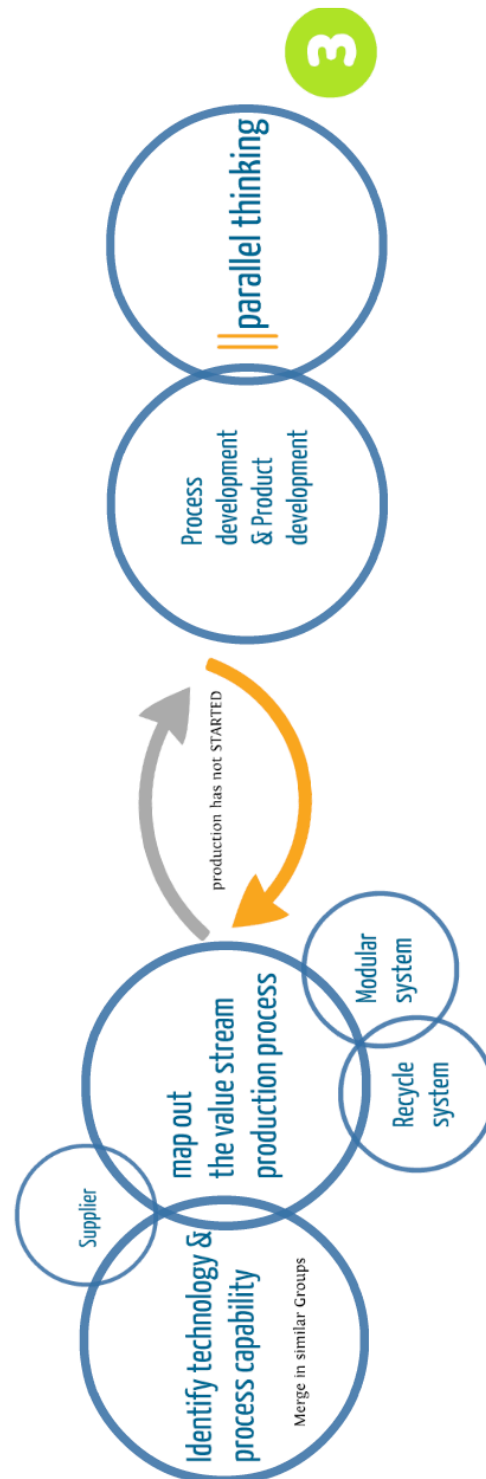 Supplier
Identify technology &
process capability
Merge in similar Groups
map out
the value stream
production process
Recycle
system
Modular
system
production has not STARTED
Process
development
& Product
development
parallel thinking
3